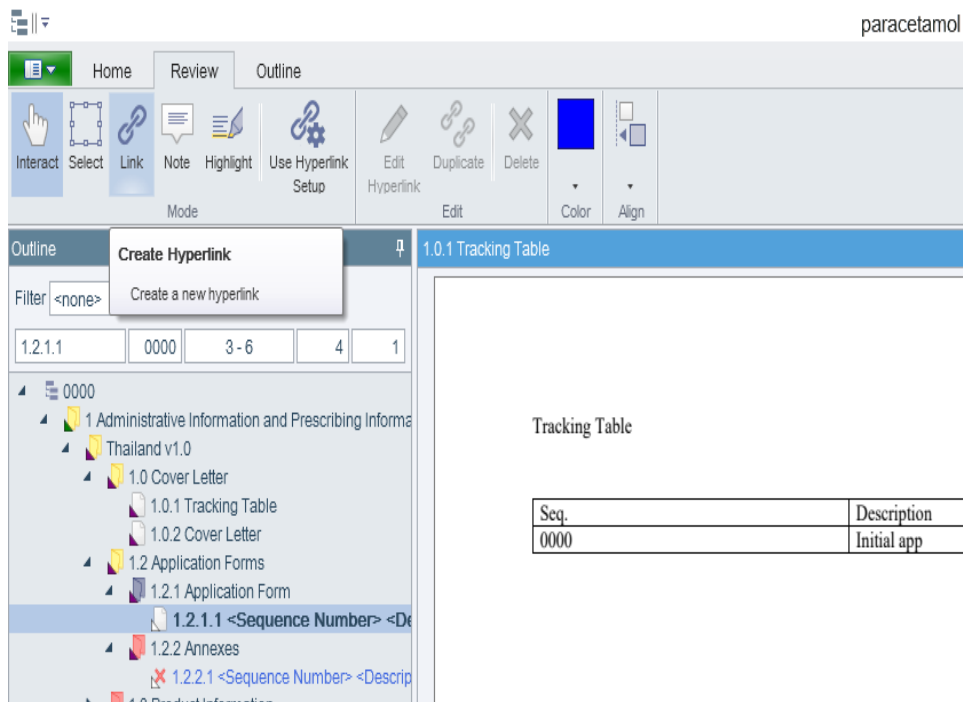 paracetamol
Home Review Outline
Interact Select Link Note Highlight Use Hyperlink Setup Edit Hyperlink Duplicate Delete
Mode Edit Color Align
Outline 1.0.1 Tracking Table
Create Hyperlink
Filter <none> Create a new hyperlink
1.2.1.1 0000 3 - 6 4 1
0000
1 Administrative Information and Prescribing Informa
Thailand v1.0
1.0 Cover Letter
1.0.1 Tracking Table
1.0.2 Cover Letter
1.2 Application Forms
1.2.1 Application Form
1.2.1.1 <Sequence Number> <De
1.2.2 Annexes
1.2.2.1 <Sequence Number> <Descrip
1.3 Product Information
Tracking Table
Seq. Description
0000 Initial app